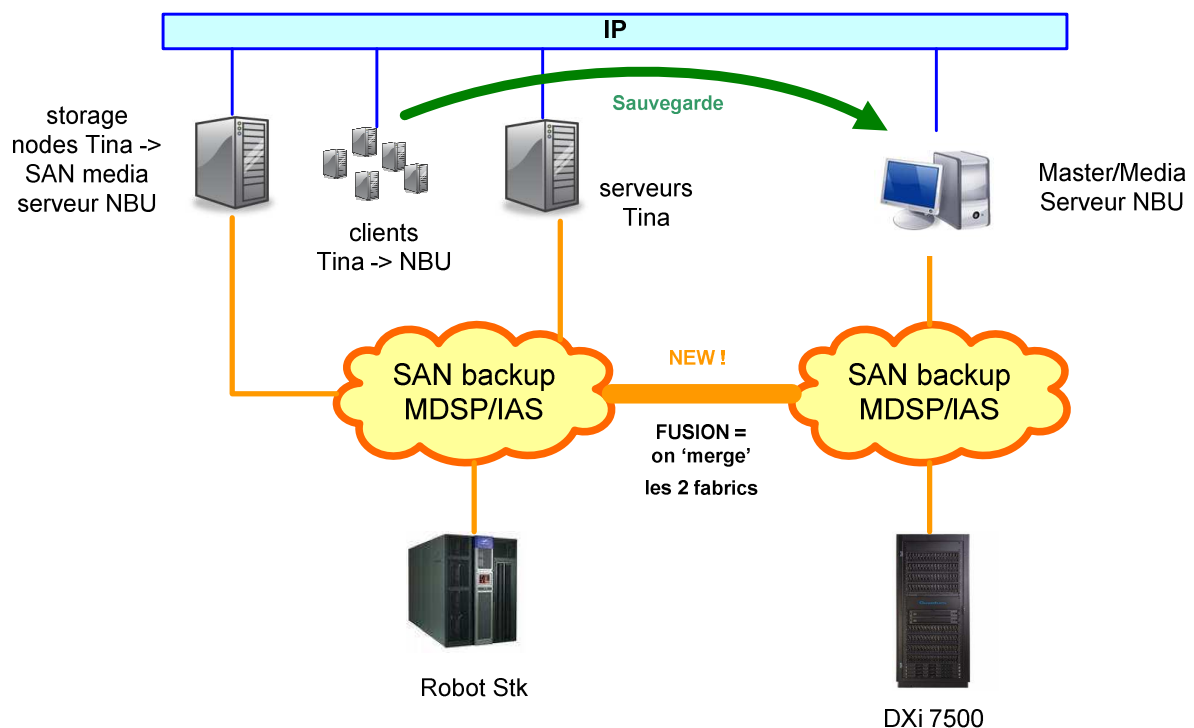 IP
Sauvegarde
storage
nodes Tina ->
SAN media
serveur NBU
clients
Tina -> NBU
serveurs
Tina
Master/Media
Serveur NBU
SAN backup
MDSP/IAS
NEW !
SAN backup
MDSP/IAS
FUSION =
on ‘merge’
les 2 fabrics
Robot Stk
DXi 7500